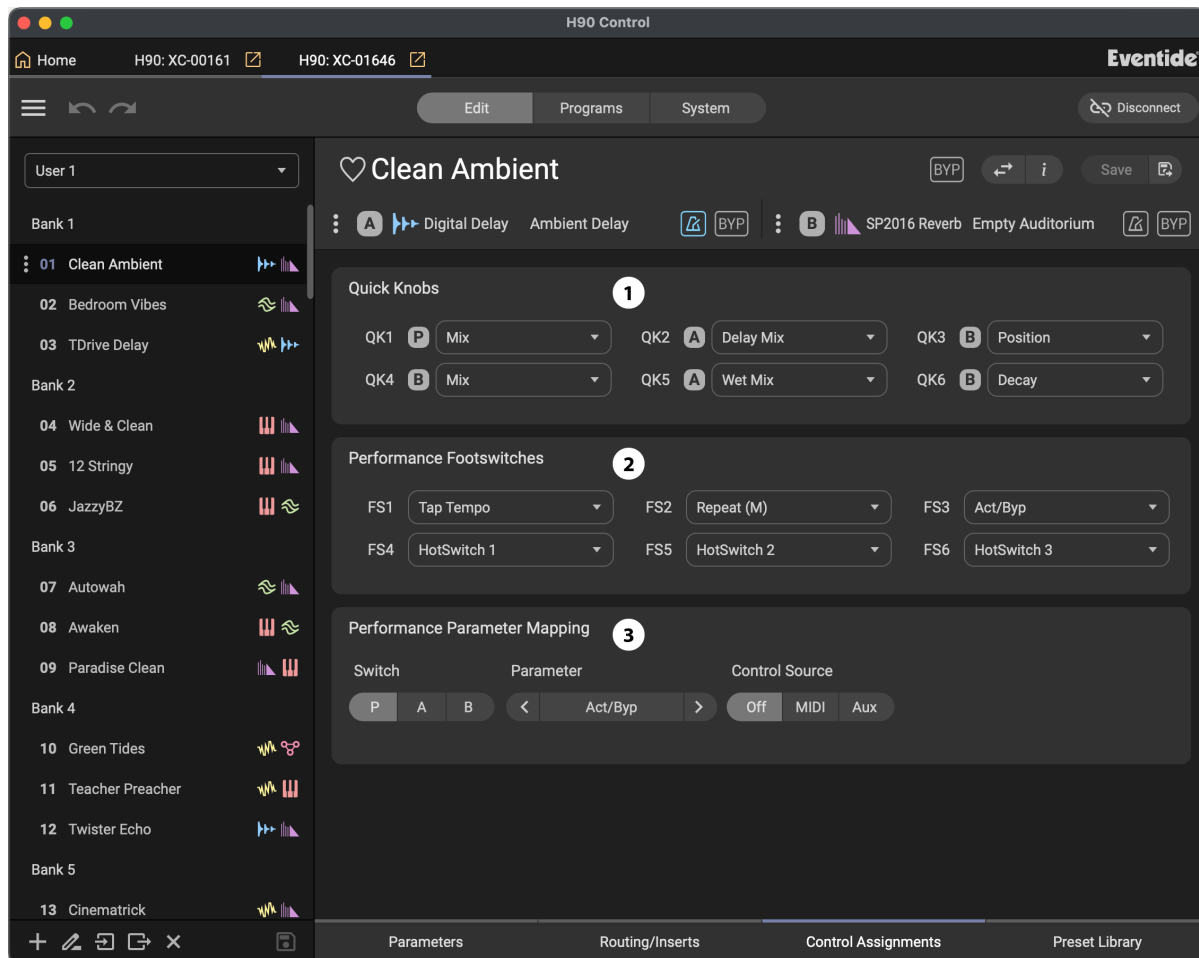 H90 Control
Home H90: XC-00161 H90: XC-01646 Eventide
Edit Programs System Disconnect
User 1
Clean Ambient BYP i Save
Bank 1
A Digital Delay Ambient Delay BYP B SP2016 Reverb Empty Auditorium BYP
01 Clean Ambient
02 Bedroom Vibes
03 TDrive Delay
Bank 2
04 Wide & Clean
05 12 Stringy
06 JazzyBZ
Bank 3
07 Autowah
08 Awaken
09 Paradise Clean
Bank 4
10 Green Tides
11 Teacher Preacher
12 Twister Echo
Bank 5
13 Cinematrick
Quick Knobs 1
QK1 P Mix QK2 A Delay Mix QK3 B Position
QK4 B Mix QK5 A Wet Mix QK6 B Decay
Performance Footswitches 2
FS1 Tap Tempo FS2 Repeat (M) FS3 Act/Byp
FS4 HotSwitch 1 FS5 HotSwitch 2 FS6 HotSwitch 3
Performance Parameter Mapping 3
Switch Parameter Control Source
P A B < Act/Byp > Off MIDI Aux
Parameters Routing/Inserts Control Assignments Preset Library